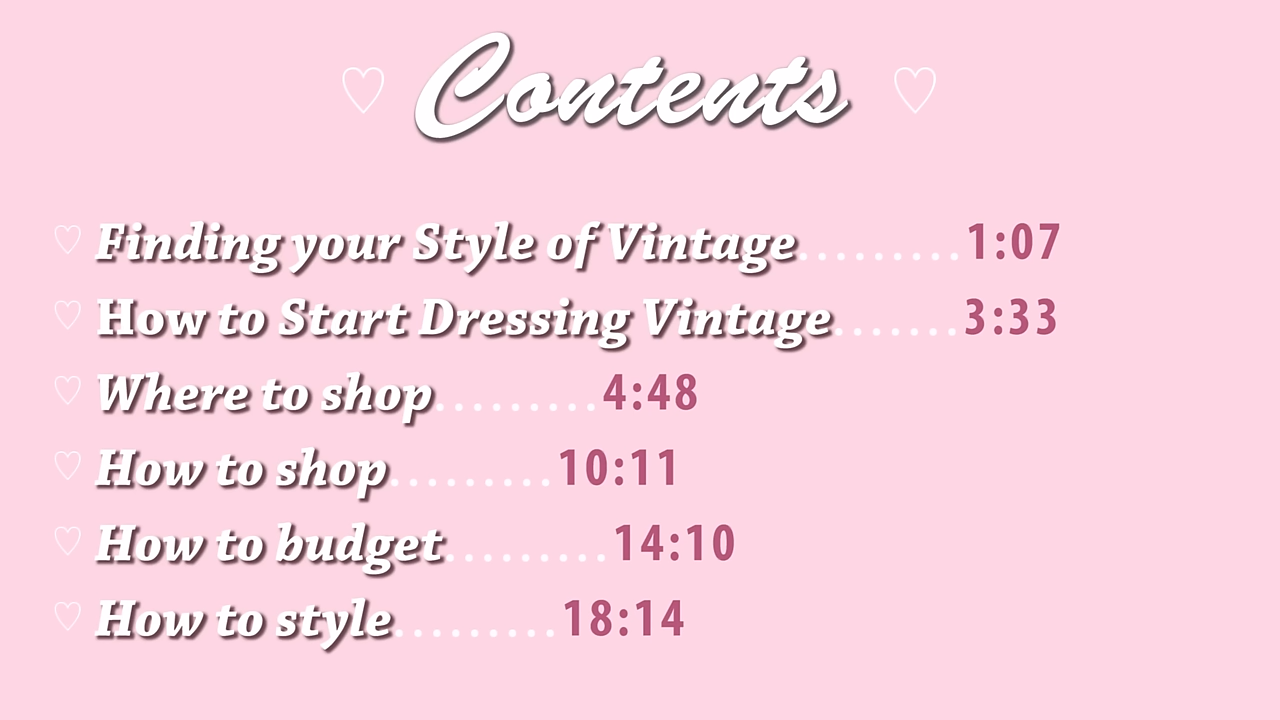 ♡ Contents ♡
♡ Finding your Style of Vintage.........1:07
♡ How to Start Dressing Vintage.......3:33
♡ Where to shop.........4:48
♡ How to shop.........10:11
♡ How to budget.........14:10
♡ How to style.........18:14